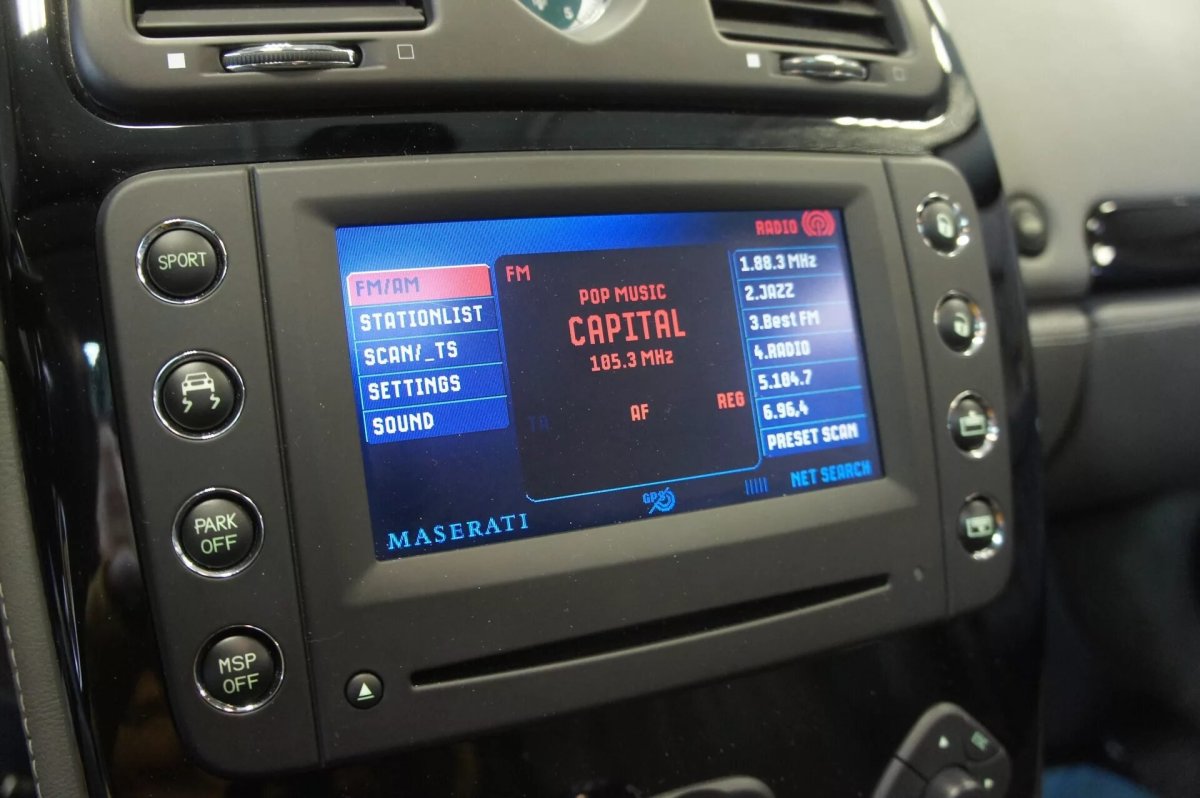 SPORT
PARK
OFF
MSP
OFF
RADIO
FM/AM
STATIONLIST
SCAN/_TS
SETTINGS
SOUND
FM
POP MUSIC
CAPITAL
105.3 MHz
TA
AF
REG
1.88.3 MHz
2.JAZZ
3.Best FM
4.RADIO
5.104.7
6.96,4
PRESET SCAN
NET SEARCH
GPS
MASERATI